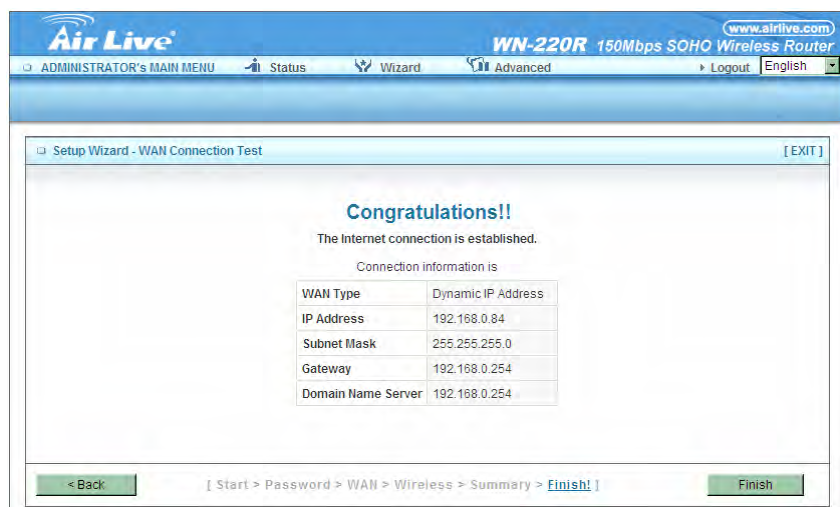 Air Live®
www.airlive.com
WN-220R 150Mbps SOHO Wireless Router
ADMINISTRATOR's MAIN MENU Status Wizard Advanced Logout English
Setup Wizard - WAN Connection Test [ EXIT ]
Congratulations!!
The Internet connection is established.
Connection information is
WAN Type Dynamic IP Address
IP Address 192.168.0.84
Subnet Mask 255.255.255.0
Gateway 192.168.0.254
Domain Name Server 192.168.0.254
< Back [ Start > Password > WAN > Wireless > Summary > Finish! ] Finish